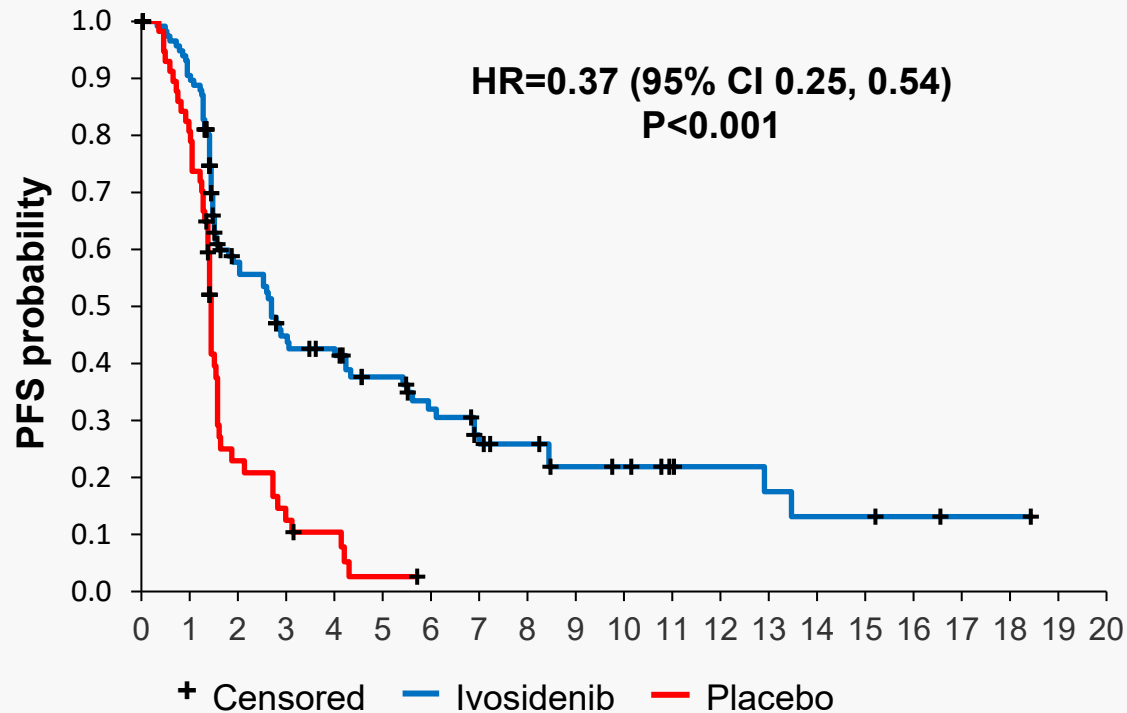 1.0
0.9
0.8
0.7
0.6
0.5
0.4
0.3
0.2
0.1
0.0
PFS probability
HR=0.37 (95% CI 0.25, 0.54)
P<0.001
0 1 2 3 4 5 6 7 8 9 10 11 12 13 14 15 16 17 18 19 20
Censored Ivosidenib Placebo